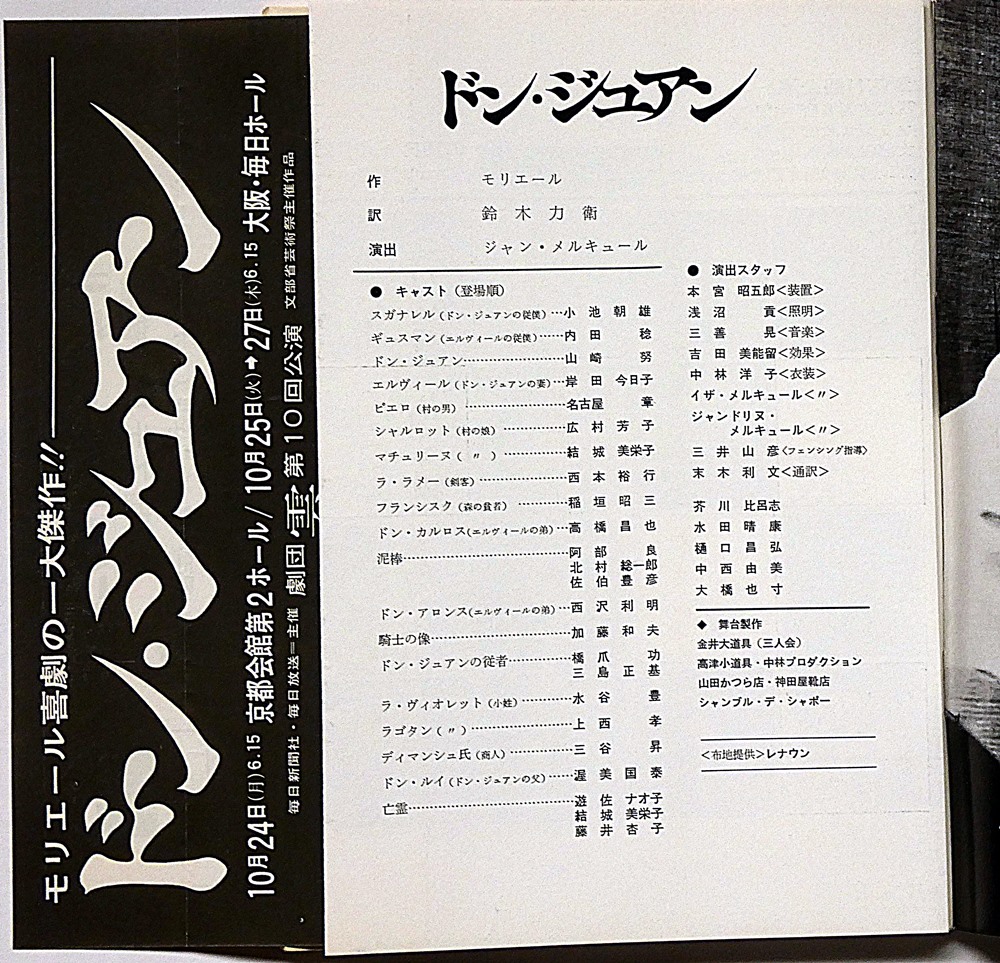 モリエール喜劇の一大傑作!!
ドン・ジュアン
10月24日(月)6.15 京都会館第2ホール/10月25日(火)➡27日(木)6.15 大阪・毎日ホール
毎日新聞社・毎日放送=主催 劇団雲第10回公演 文部省芸術祭主催作品
ドン・ジュアン
作 モリエール
訳 鈴木力衛
演出 ジャン・メルキュール
● キャスト(登場順)
スガナレル(ドン・ジュアンの従僕)…小池朝雄
ギュスマン(エルヴィールの従僕)……内田稔
ドン・ジュアン……山崎努
エルヴィール(ドン・ジュアンの妻)…岸田今日子
ピエロ(村の男)……名古屋章
シャルロット(村の娘)……広村芳子
マチュリーヌ(〃)……結城美栄子
ラ・ラメー(剣客)……西本裕行
フランシスク(森の貧者)……稲垣昭三
ドン・カルロス(エルヴィールの弟)…高橋昌也
泥棒……阿部良
北村総一郎
佐伯豊彦
ドン・アロンス(エルヴィールの弟)…西沢利明
騎士の像……加藤和夫
ドン・ジュアンの従者……橋爪功
三島正基
ラ・ヴィオレット(小姓)……水谷豊
ラゴタン(〃)……上西孝
ディマンシュ氏(商人)……三谷昇
ドン・ルイ(ドン・ジュアンの父)……渥美国泰
亡霊……遊佐ナオ子
結城美栄子
藤井杏子
● 演出スタッフ
本宮昭五郎<装置>
浅沼貢<照明>
三善晃<音楽>
吉田美能留<効果>
中林洋子<衣装>
イザ・メルキュール<〃>
ジャンドリヌ・
メルキュール<〃>
三井山彦<フェンシング指導>
末木利文<通訳>
芥川比呂志
水田晴康
樋口昌弘
中西由美
大橋也寸
◆ 舞台製作
金井大道具(三人会)
高津小道具・中林プロダクション
山田かつら店・神田屋靴店
シャンブル・デ・シャポー
<布地提供>レナウン